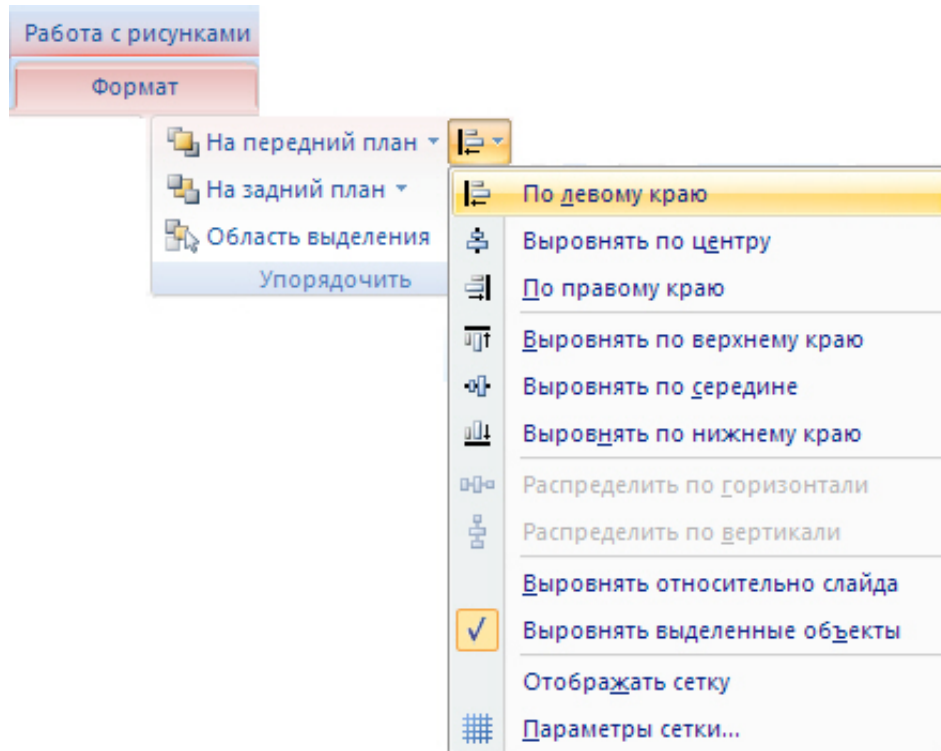 Работа с рисунками
Формат
На передний план
На задний план
Область выделения
Упорядочить
По левому краю
Выровнять по центру
По правому краю
Выровнять по верхнему краю
Выровнять по середине
Выровнять по нижнему краю
Распределить по горизонтали
Распределить по вертикали
Выровнять относительно слайда
Выровнять выделенные объекты
Отображать сетку
Параметры сетки...